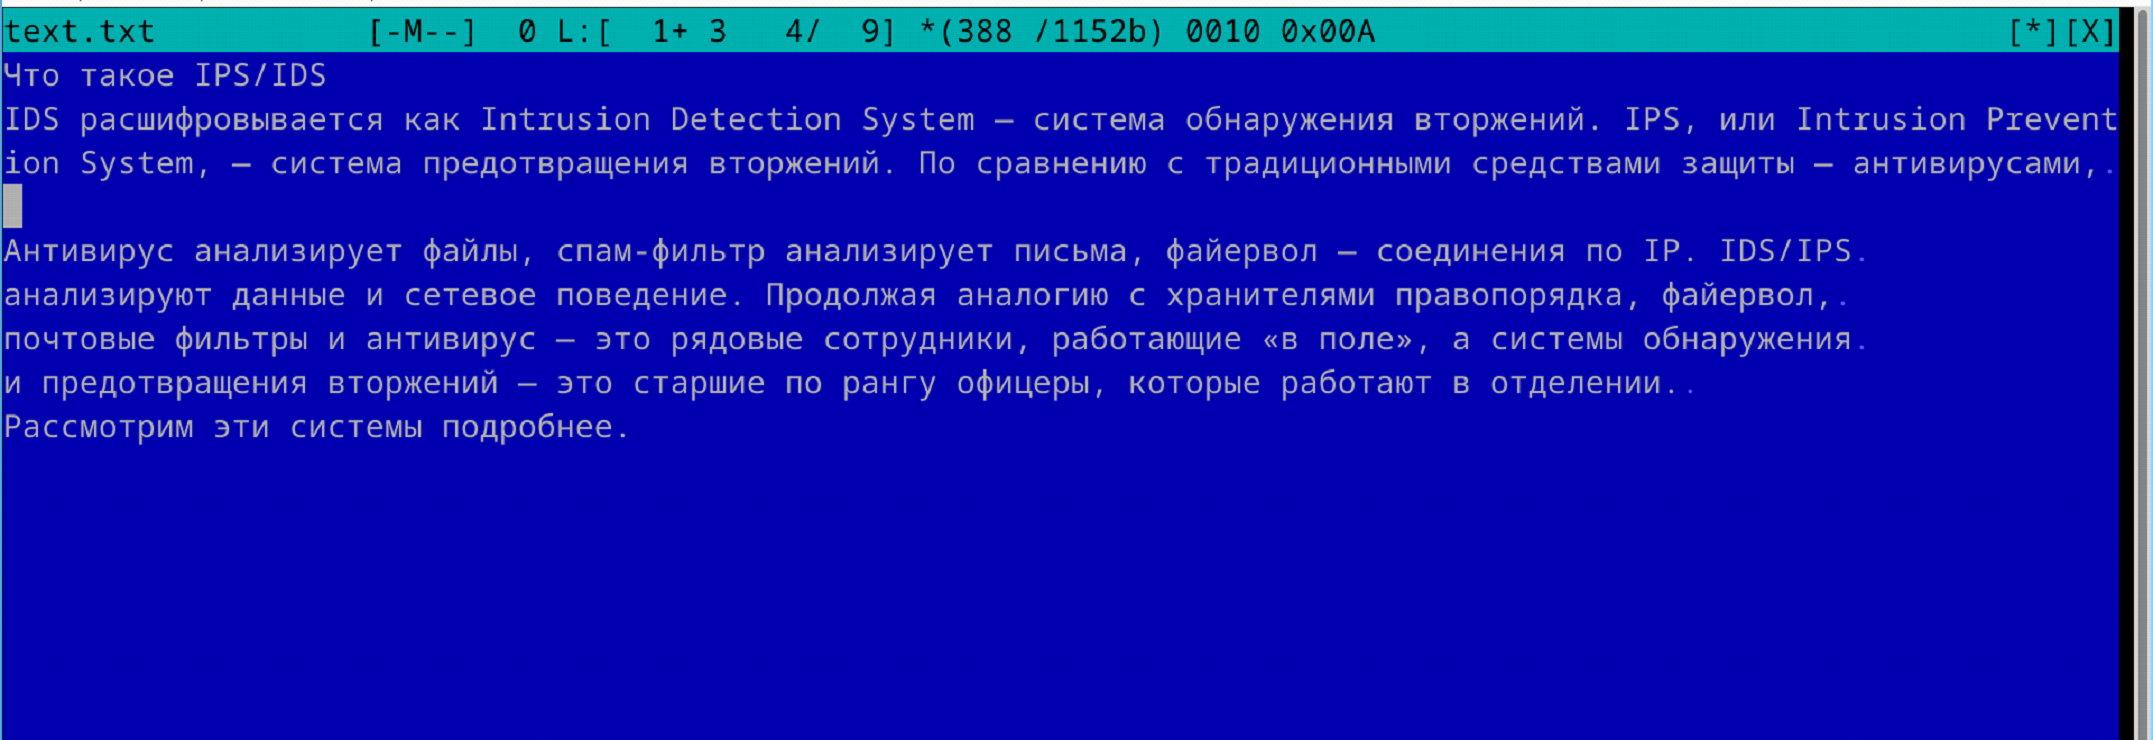 text.txt [-M--] 0 L:[ 1+ 3 4/ 9] *(388 /1152b) 0010 0x00A [*][X]
Что такое IPS/IDS
IDS расшифровывается как Intrusion Detection System — система обнаружения вторжений. IPS, или Intrusion Prevent
ion System, — система предотвращения вторжений. По сравнению с традиционными средствами защиты — антивирусами,.
Антивирус анализирует файлы, спам-фильтр анализирует письма, файервол — соединения по IP. IDS/IPS.
анализируют данные и сетевое поведение. Продолжая аналогию с хранителями правопорядка, файервол,.
почтовые фильтры и антивирус — это рядовые сотрудники, работающие «в поле», а системы обнаружения.
и предотвращения вторжений — это старшие по рангу офицеры, которые работают в отделении..
Рассмотрим эти системы подробнее.